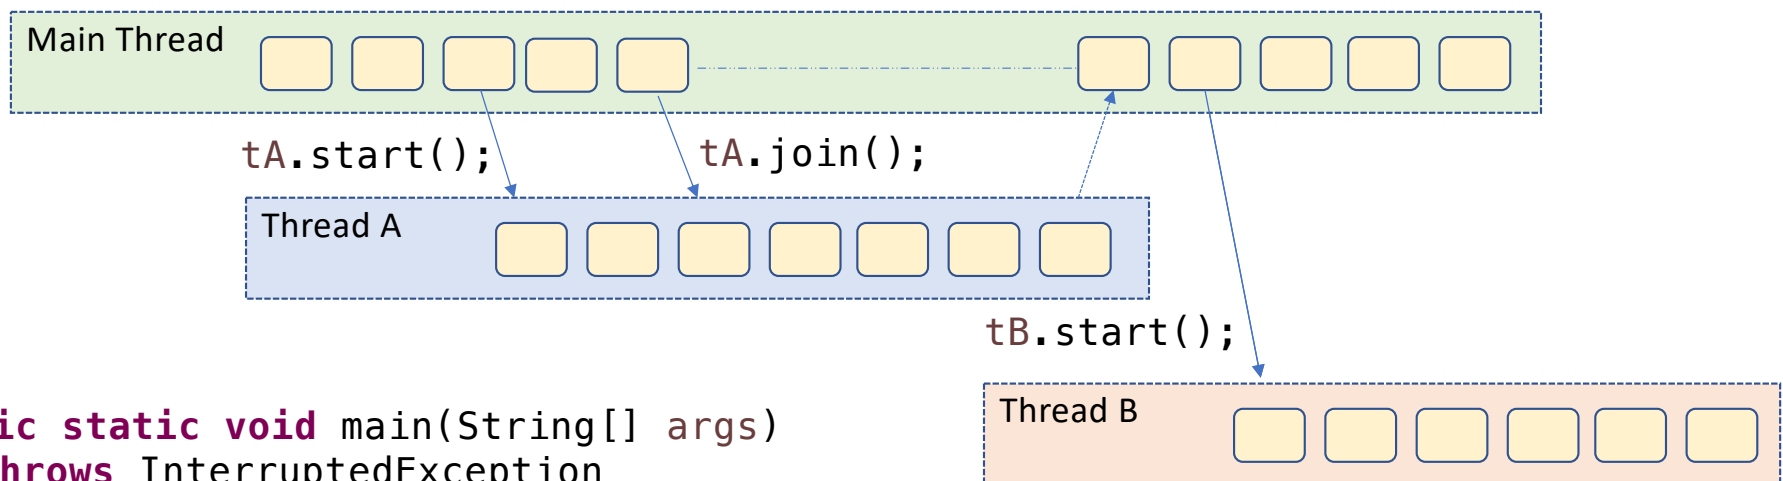 Main Thread
tA.start();
tA.join();
Thread A
tB.start();
Thread B
ic static void main(String[] args)
hrows InterruptedException